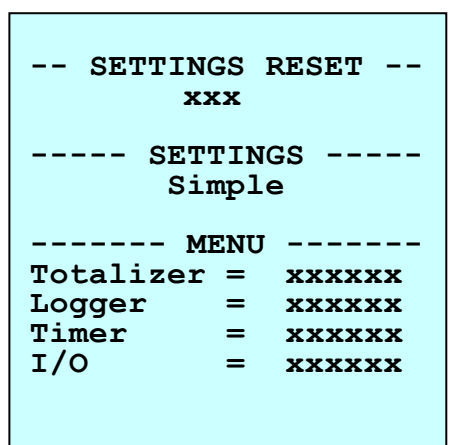 -- SETTINGS RESET --
xxx
----- SETTINGS -----
Simple
------- MENU -------
Totalizer = xxxxxx
Logger = xxxxxx
Timer = xxxxxx
I/O = xxxxxx